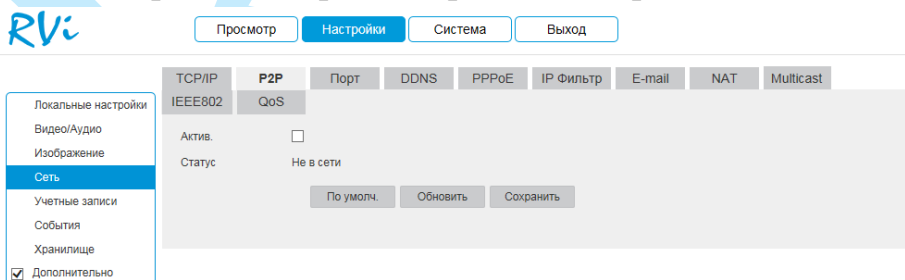 RVi
Просмотр Настройки Система Выход
TCP/IP P2P Порт DDNS PPPoE IP Фильтр E-mail NAT Multicast
IEEE802 QoS
Локальные настройки
Видео/Аудио
Изображение
Сеть
Учетные записи
События
Хранилище
Дополнительно
Актив.
Статус Не в сети
По умолч. Обновить Сохранить